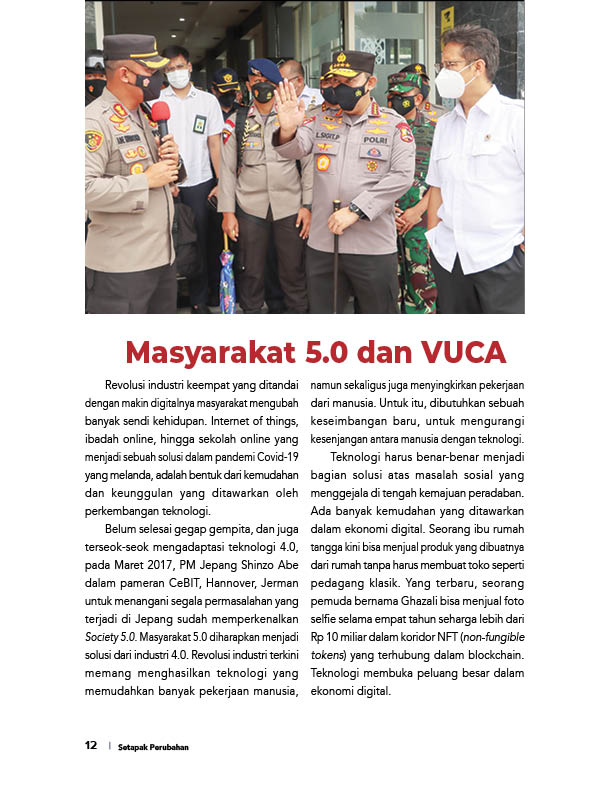 L.SIGIT.P
POLRI
Masyarakat 5.0 dan VUCA
Revolusi industri keempat yang ditandai
dengan makin digitalnya masyarakat mengubah
banyak sendi kehidupan. Internet of things,
ibadah online, hingga sekolah online yang
menjadi sebuah solusi dalam pandemi Covid-19
yang melanda, adalah bentuk dari kemudahan
dan keunggulan yang ditawarkan oleh
perkembangan teknologi.
Belum selesai gegap gempita, dan juga
terseok-seok mengadaptasi teknologi 4.0,
pada Maret 2017, PM Jepang Shinzo Abe
dalam pameran CeBIT, Hannover, Jerman
untuk menangani segala permasalahan yang
terjadi di Jepang sudah memperkenalkan
Society 5.0. Masyarakat 5.0 diharapkan menjadi
solusi dari industri 4.0. Revolusi industri terkini
memang menghasilkan teknologi yang
memudahkan banyak pekerjaan manusia,
namun sekaligus juga menyingkirkan pekerjaan
dari manusia. Untuk itu, dibutuhkan sebuah
keseimbangan baru, untuk mengurangi
kesenjangan antara manusia dengan teknologi.
Teknologi harus benar-benar menjadi
bagian solusi atas masalah sosial yang
menggejala di tengah kemajuan peradaban.
Ada banyak kemudahan yang ditawarkan
dalam ekonomi digital. Seorang ibu rumah
tangga kini bisa menjual produk yang dibuatnya
dari rumah tanpa harus membuat toko seperti
pedagang klasik. Yang terbaru, seorang
pemuda bernama Ghazali bisa menjual foto
selfie selama empat tahun seharga lebih dari
Rp 10 miliar dalam koridor NFT (non-fungible
tokens) yang terhubung dalam blockchain.
Teknologi membuka peluang besar dalam
ekonomi digital.
12 | Setapak Perubahan